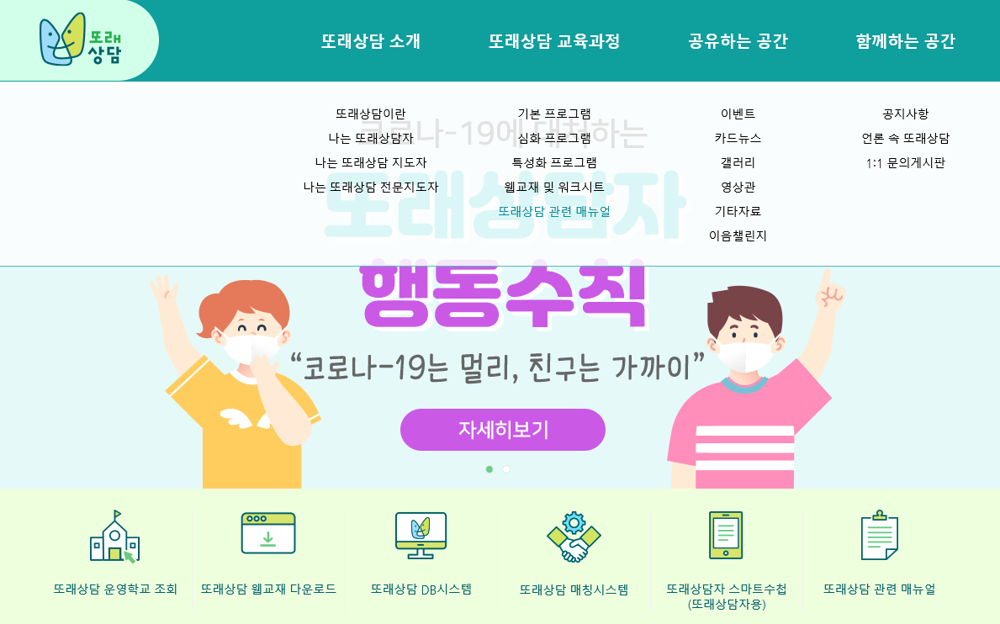 또래
상담
또래상담 소개
또래상담 교육과정
공유하는 공간
함께하는 공간
또래상담이란
나는 또래상담자
나는 또래상담 지도자
나는 또래상담 전문지도자
기본 프로그램
심화 프로그램
특성화 프로그램
웹교재 및 워크시트
또래상담 관련 매뉴얼
이벤트
카드뉴스
갤러리
영상관
기타자료
이음챌린지
공지사항
언론 속 또래상담
1:1 문의게시판
코로나-19에 대처하는
또래상담자
행동수칙
“코로나-19는 멀리, 친구는 가까이”
자세히보기
또래상담 운영학교 조회
또래상담 웹교재 다운로드
또래상담 DB시스템
또래상담 매칭시스템
또래상담자 스마트수첩
(또래상담자용)
또래상담 관련 매뉴얼